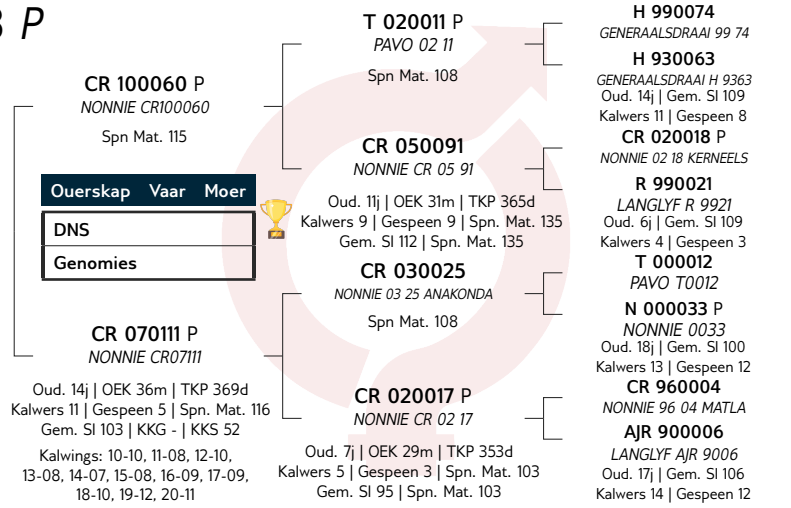 P
CR 100060 P
NONNIE CR100060
Spn Mat. 115
Ouerskap Vaar Moer
DNS
Genomies
CR 070111 P
NONNIE CR07111
Oud. 14j | OEK 36m | TKP 369d
Kalwers 11 | Gespeen 5 | Spn. Mat. 116
Gem. SI 103 | KKG - | KKS 52
Kalwings: 10-10, 11-08, 12-10,
13-08, 14-07, 15-08, 16-09, 17-09,
18-10, 19-12, 20-11
T 020011 P
PAVO 02 11
Spn Mat. 108
CR 050091
NONNIE CR 05 91
Oud. 11j | OEK 31m | TKP 365d
Kalwers 9 | Gespeen 9 | Spn. Mat. 135
Gem. SI 112 | Spn. Mat. 135
CR 030025
NONNIE 03 25 ANAKONDA
Spn Mat. 108
CR 020017 P
NONNIE CR 02 17
Oud. 7j | OEK 29m | TKP 353d
Kalwers 5 | Gespeen 3 | Spn. Mat. 103
Gem. SI 95 | Spn. Mat. 103
H 990074
GENERAALSDRAAI 99 74
H 930063
GENERAALSDRAAI H 9363
Oud. 14j | Gem. SI 109
Kalwers 11 | Gespeen 8
CR 020018 P
NONNIE 02 18 KERNEELS
R 990021
LANGLYF R 9921
Oud. 6j | Gem. SI 109
Kalwers 4 | Gespeen 3
T 000012
PAVO T0012
N 000033 P
NONNIE 0033
Oud. 18j | Gem. SI 100
Kalwers 13 | Gespeen 12
CR 960004
NONNIE 96 04 MATLA
AJR 900006
LANGLYF AJR 9006
Oud. 17j | Gem. SI 106
Kalwers 14 | Gespeen 12